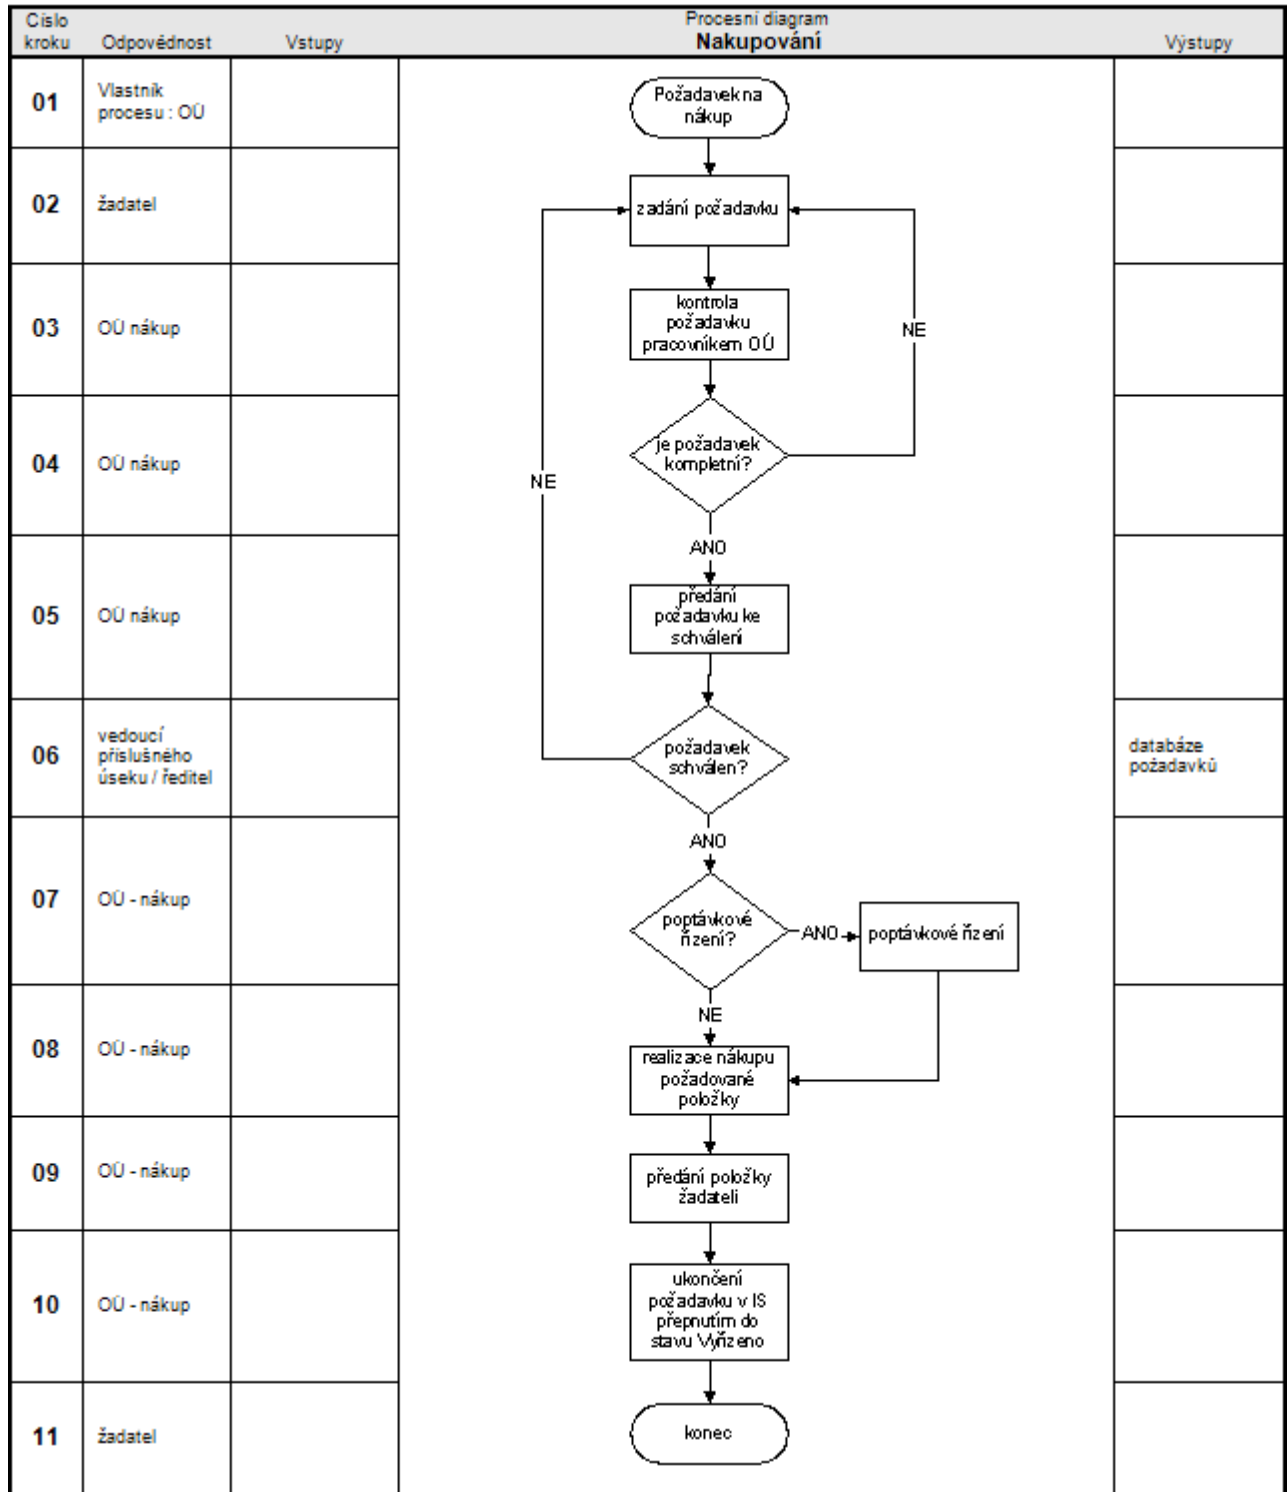 Číslo
kroku
Odpovědnost
Vstupy
Procesní diagram
Nakupování
Výstupy
01
Vlastník
procesu : OÚ
Požadavek na
nákup
02
žadatel
zadání požadavku
03
OÚ nákup
kontrola
požadavku
pracovníkem OÚ
NE
04
OÚ nákup
je požadavek
kompletní?
NE
ANO
05
OÚ nákup
předání
požadavku ke
schválení
06
vedoucí
příslušného
úseku / ředitel
požadavek
schválen?
databáze
požadavků
ANO
07
OÚ - nákup
poptávkové
řízení?
ANO
poptávkové řízení
NE
08
OÚ - nákup
realizace nákupu
požadované
položky
09
OÚ - nákup
předání položky
žadateli
10
OÚ - nákup
ukončení
požadavku v IS
přepnutím do
stavu Vyřízeno
11
žadatel
konec